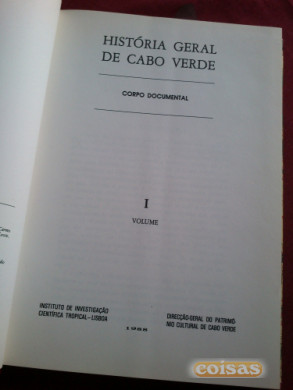 HISTÓRIA GERAL
DE CABO VERDE
CORPO DOCUMENTAL
I
VOLUME
INSTITUTO DE INVESTIGAÇÃO
CIENTÍFICA TROPICAL - LISBOA
DIRECÇÃO-GERAL DO PATRIMÓ
NIO CULTURAL DE CABO VERDE
coisas